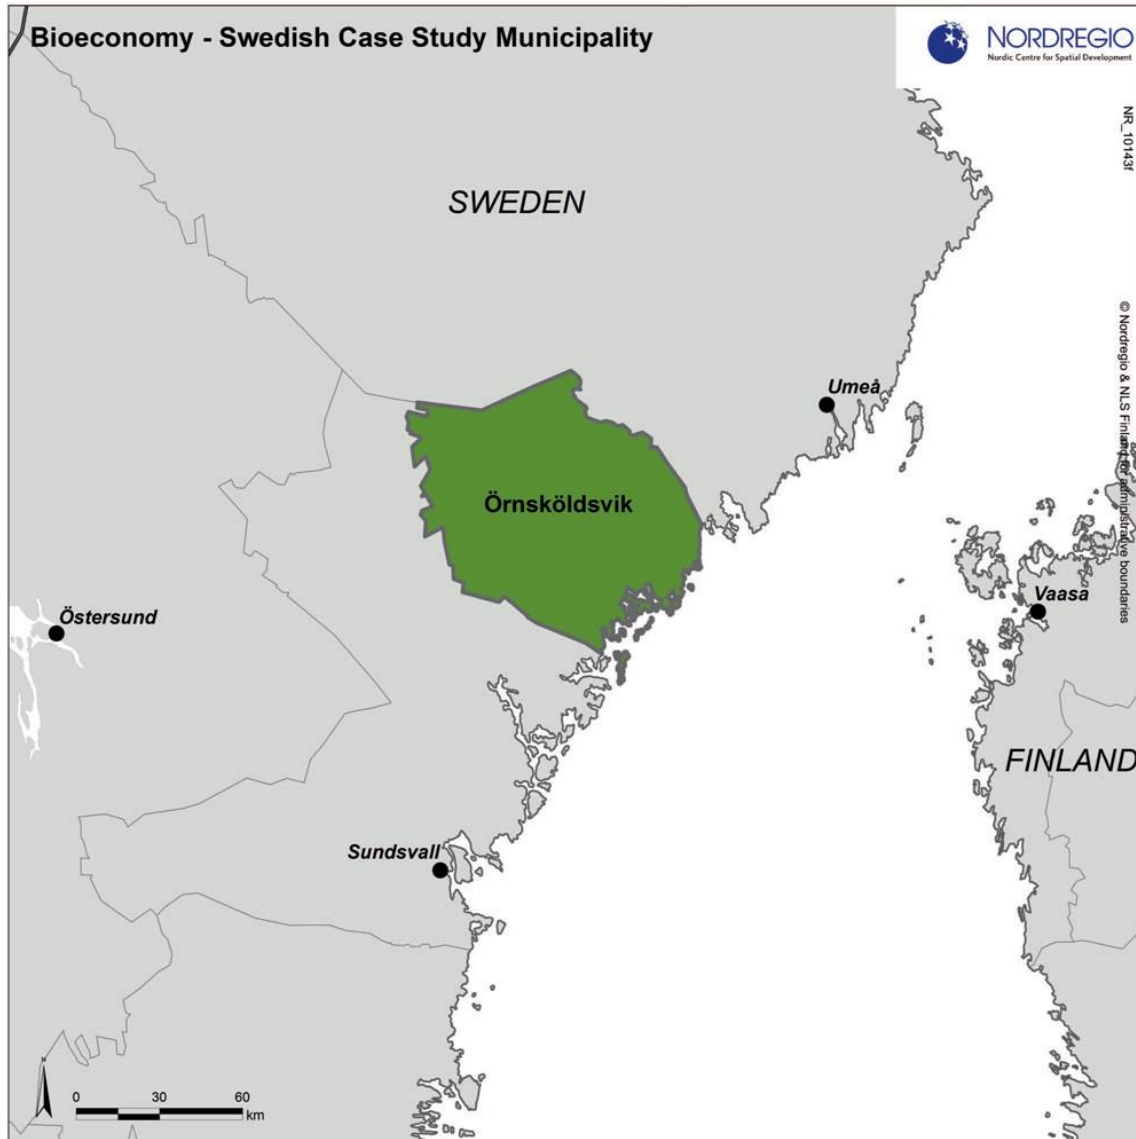 Bioeconomy - Swedish Case Study Municipality
NORDREGIO
Nordic Centre for Spatial Development
NR_10143f
SWEDEN
© Nordregio & NLS Finland for administrative boundaries
Umeå
Örnsköldsvik
Vaasa
Östersund
FINLAND
Sundsvall
N
0 30 60
km